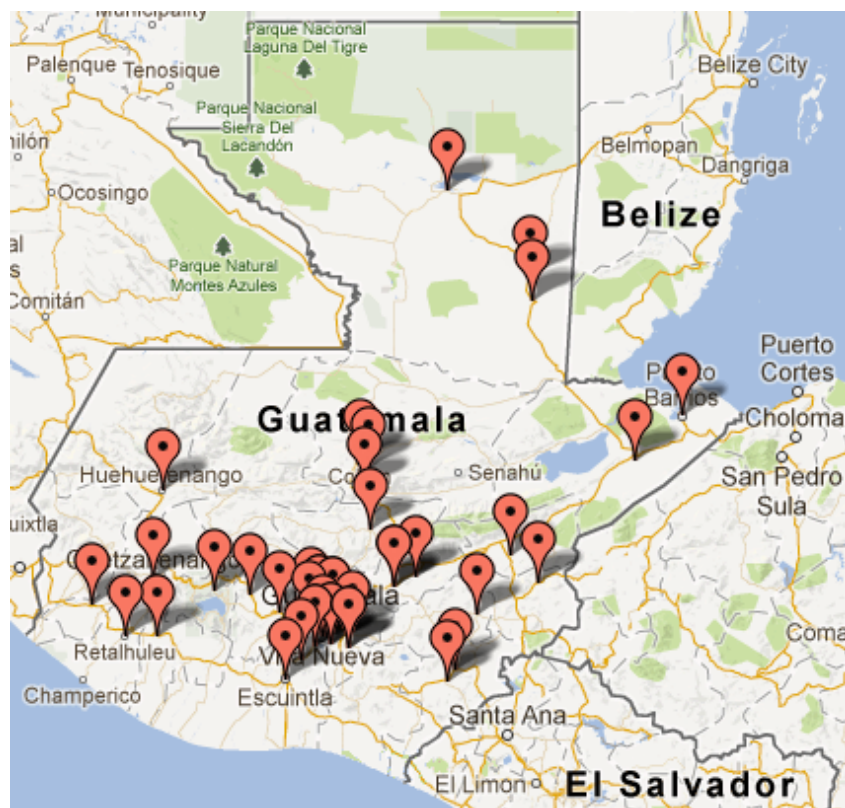 Municipality
Parque Nacional
Laguna Del Tigre
Palenque
Tenosique
Belize City
Parque Nacional
Sierra Del
Lacandón
Belmopan
Dangriga
Ocosingo
Belize
Parque Natural
Montes Azules
Comitán
Puerto
Cortes
Guatemala
Choloma
Huehuetenango
Senahú
San Pedro
Sula
Retalhuleu
Villa Nueva
Champerico
Escuintla
Santa Ana
El Limon
El Salvador